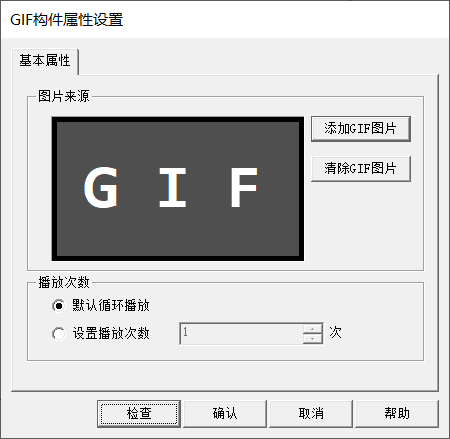 GIF构件属性设置
基本属性
图片来源
G I F
添加GIF图片
清除GIF图片
播放次数
默认循环播放
设置播放次数 1 次
检查 确认 取消 帮助